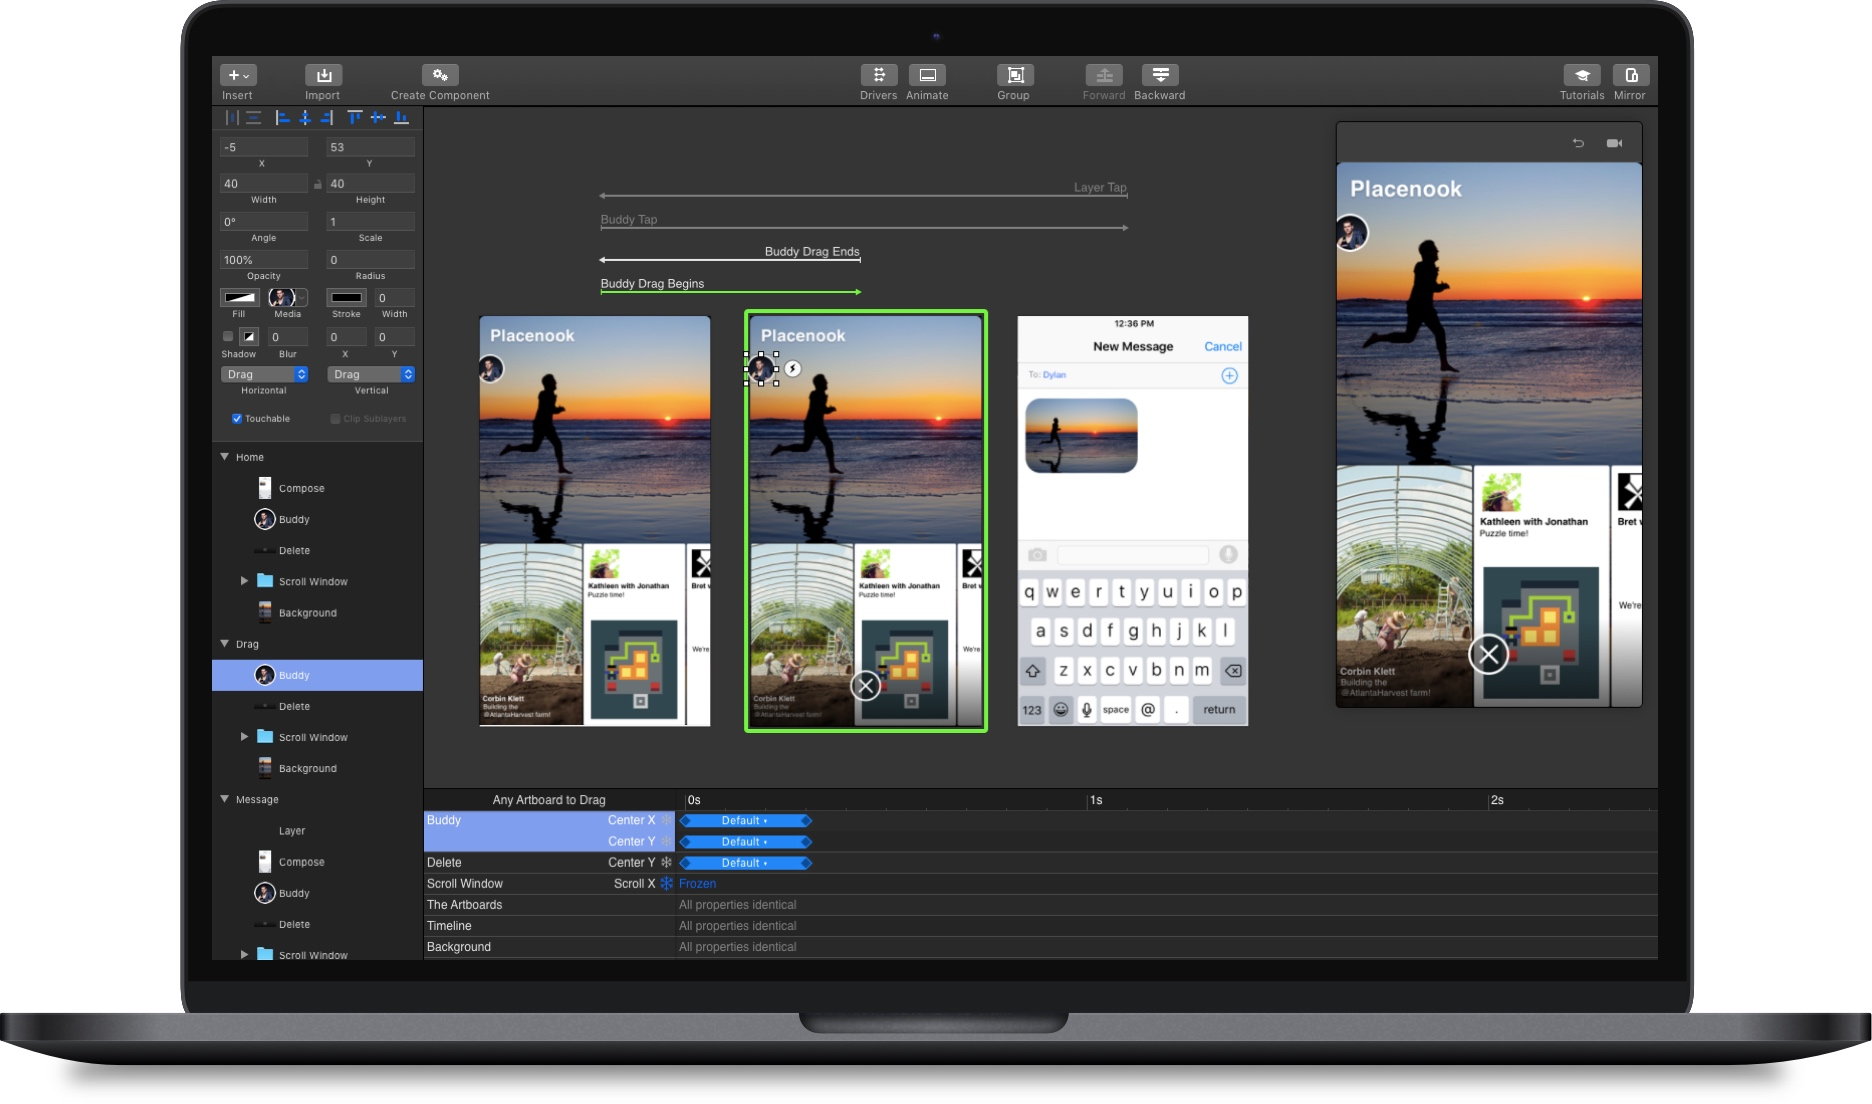 Insert
Import
Create Component
Drivers
Animate
Group
Forward
Backward
Tutorials
Mirror
-5
53
X
Y
40
40
Width
Height
0°
1
Angle
Scale
100%
0
Opacity
Radius
0
Fill
Media
Stroke
Width
0
0
0
Shadow
Blur
X
Y
Drag
Drag
Horizontal
Vertical
Touchable
Clip Sublayers
Home
Compose
Buddy
Delete
Scroll Window
Background
Drag
Buddy
Delete
Scroll Window
Background
Message
Layer
Compose
Buddy
Delete
Scroll Window
Layer Tap
Buddy Tap
Buddy Drag Ends
Buddy Drag Begins
Placenook
Kathleen with Jonathan
Puzzle time!
Bret
Corbin Klett
Building the
@AtlantaHarvest farm!
Placenook
Kathleen with Jonathan
Puzzle time!
Bret
We're
Corbin Klett
Building the
@AtlantaHarvest farm!
12:36 PM
New Message
Cancel
To: Dylan
q w e r t y u i o p
a s d f g h j k l
z x c v b n m
123
space
@
.
return
Placenook
Kathleen with Jonathan
Puzzle time!
Bret
We're
Corbin Klett
Building the
@AtlantaHarvest farm!
Any Artboard to Drag
0s
1s
2s
Buddy
Center X
Default
Center Y
Default
Delete
Center Y
Default
Scroll Window
Scroll X
Frozen
The Artboards
All properties identical
Timeline
All properties identical
Background
All properties identical